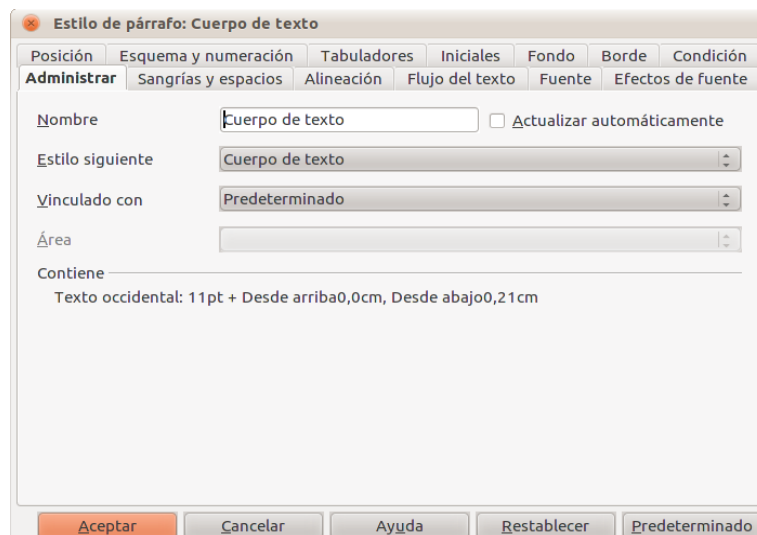 Estilo de párrafo: Cuerpo de texto
Posición Esquema y numeración Tabuladores Iniciales Fondo Borde Condición
Administrar Sangrías y espacios Alineación Flujo del texto Fuente Efectos de fuente
Nombre Cuerpo de texto Actualizar automáticamente
Estilo siguiente Cuerpo de texto
Vinculado con Predeterminado
Área
Contiene
Texto occidental: 11pt + Desde arriba0,0cm, Desde abajo0,21cm
Aceptar Cancelar Ayuda Restablecer Predeterminado